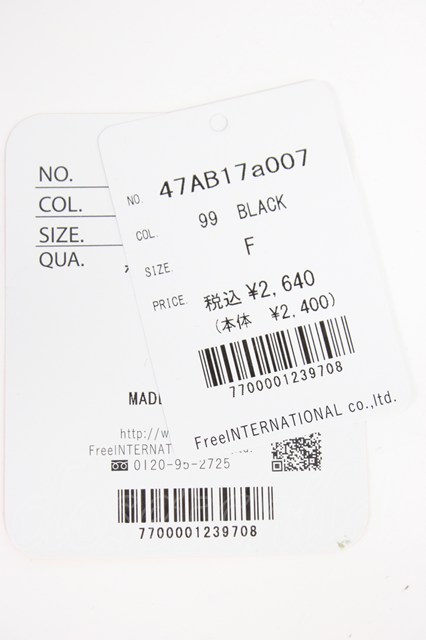 NO. 47AB17a007
COL. 99 BLACK
SIZE. F
PRICE. 税込 ¥2,640
(本体 ¥2,400)
7700001239708
FreeINTERNATIONAL co.,ltd.
NO.
COL.
SIZE.
QUA.
MADE
http://w
FreeINTERNAT ltd.
0120-95-2725
7700001239708